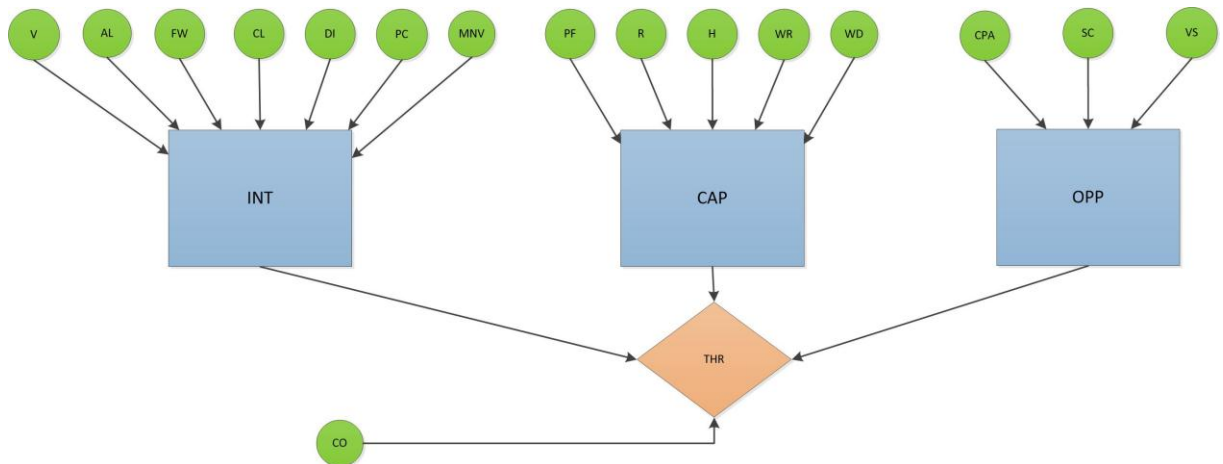 V AL FW CL DI PC MNV PF R H WR WD CPA SC VS
INT CAP OPP
THR
CO